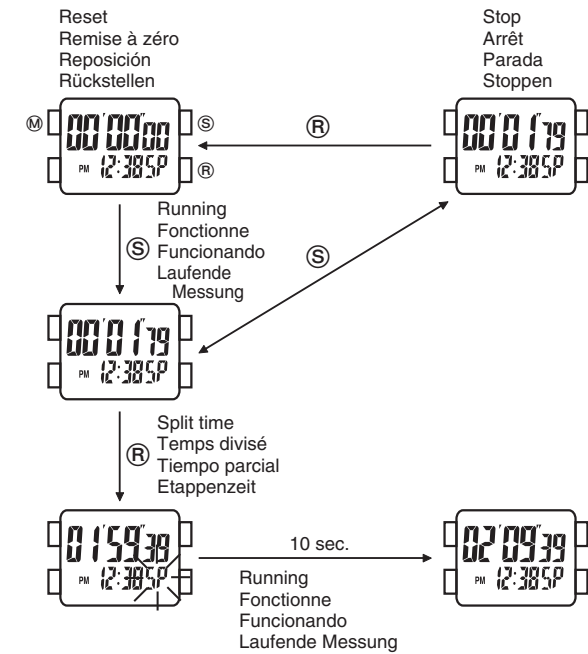 Reset
Remise à zéro
Reposición
Rückstellen
Stop
Arrêt
Parada
Stoppen
Ⓜ 00'00"00 Ⓢ
PM 12:38SP Ⓡ
Ⓡ
00'01"79
PM 12:38SP
Ⓢ
Running
Fonctionne
Funcionando
Laufende
Messung
Ⓢ
00'01"79
PM 12:38SP
Ⓡ
Split time
Temps divisé
Tiempo parcial
Etappenzeit
01'59"38
PM 12:38SP
10 sec.
Running
Fonctionne
Funcionando
Laufende Messung
02'09"39
PM 12:38SP